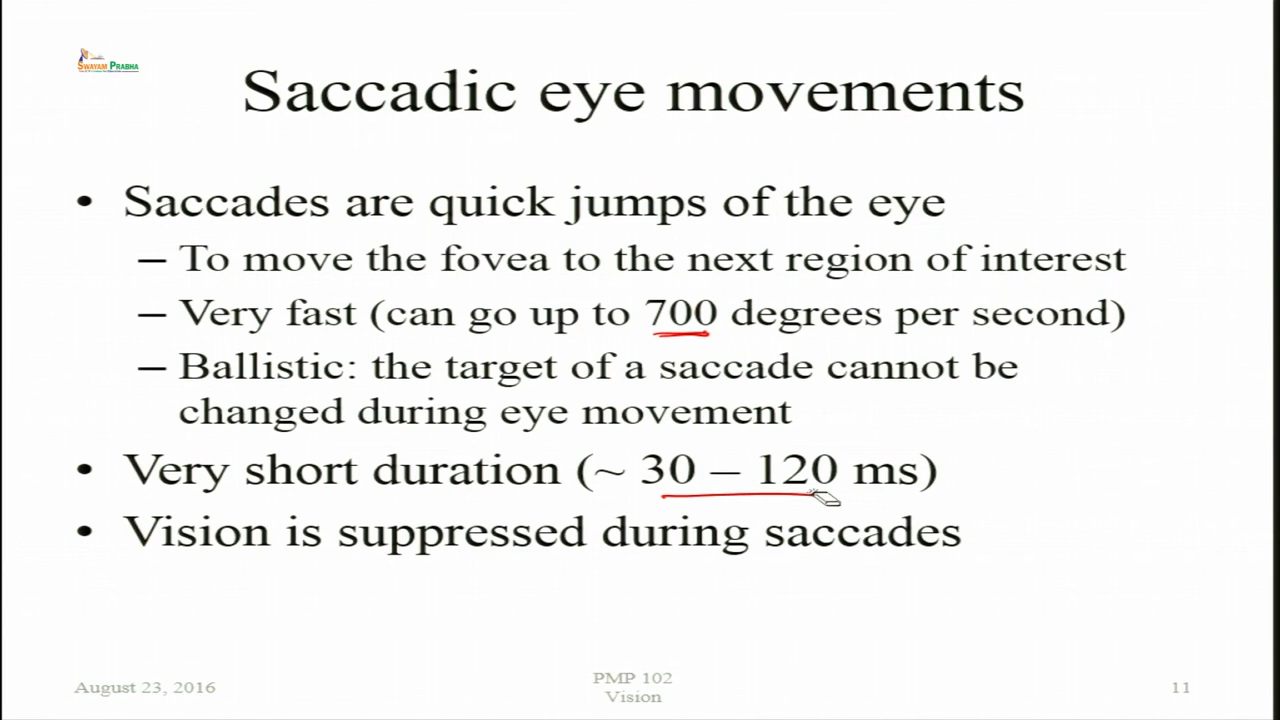 SWAYAM PRABHA
Saccadic eye movements
• Saccades are quick jumps of the eye
– To move the fovea to the next region of interest
– Very fast (can go up to 700 degrees per second)
– Ballistic: the target of a saccade cannot be
changed during eye movement
• Very short duration (~ 30 – 120 ms)
• Vision is suppressed during saccades
August 23, 2016
PMP 102
Vision
11